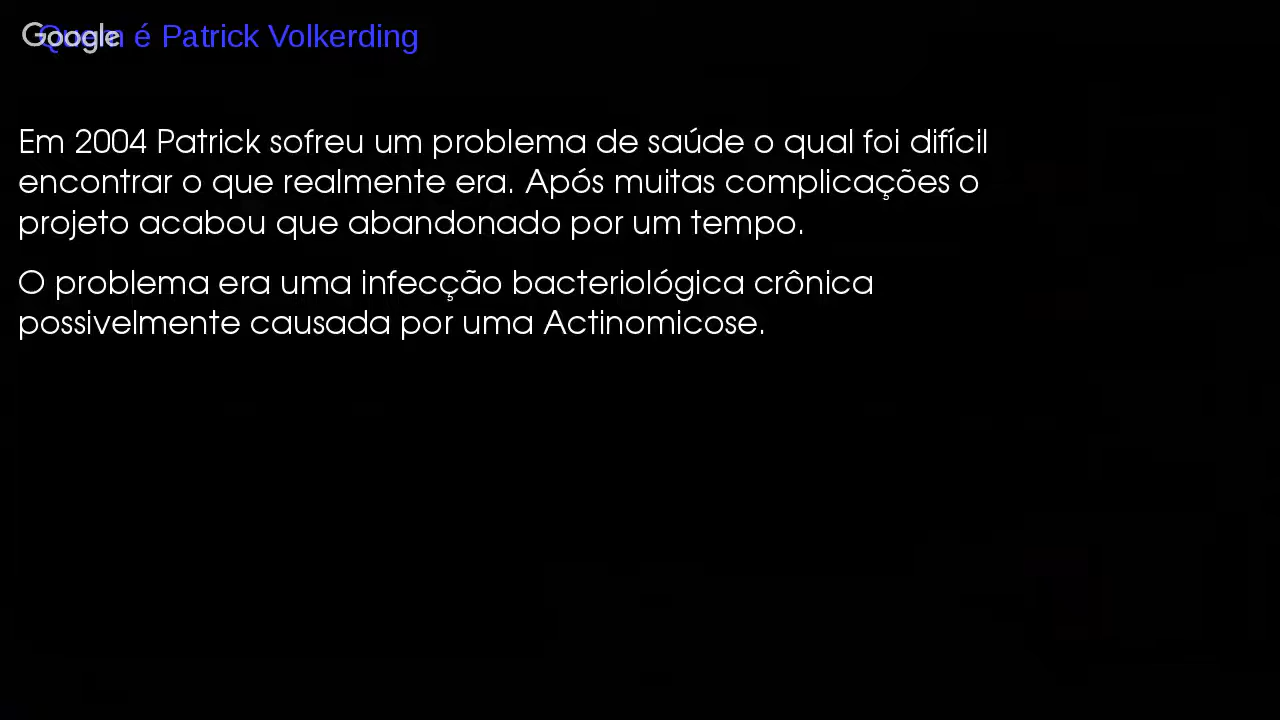 Google
Quem é Patrick Volkerding
Em 2004 Patrick sofreu um problema de saúde o qual foi difícil
encontrar o que realmente era. Após muitas complicações o
projeto acabou que abandonado por um tempo.
O problema era uma infecção bacteriológica crônica
possivelmente causada por uma Actinomicose.